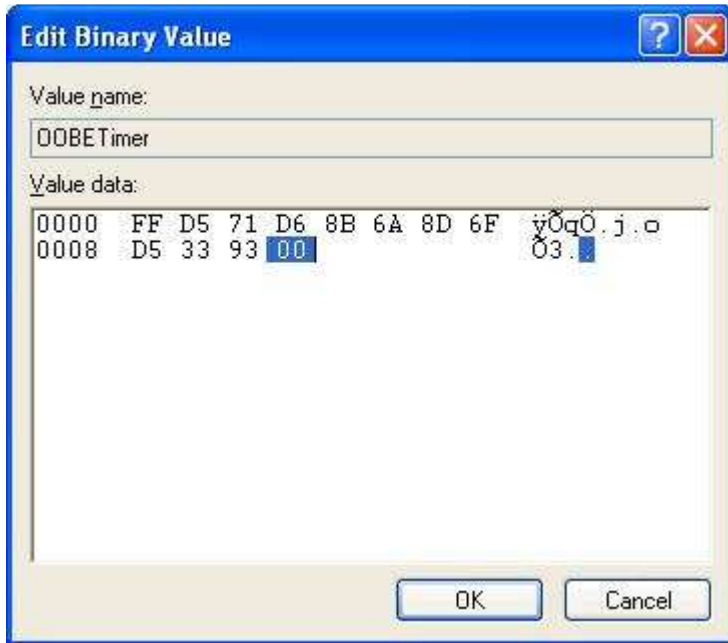 Edit Binary Value
Value name:
OOBETimer
Value data:
0000 FF D5 71 D6 8B 6A 8D 6F ÿÕqÖ.j.o
0008 D5 33 93 00 Õ3..
OK Cancel